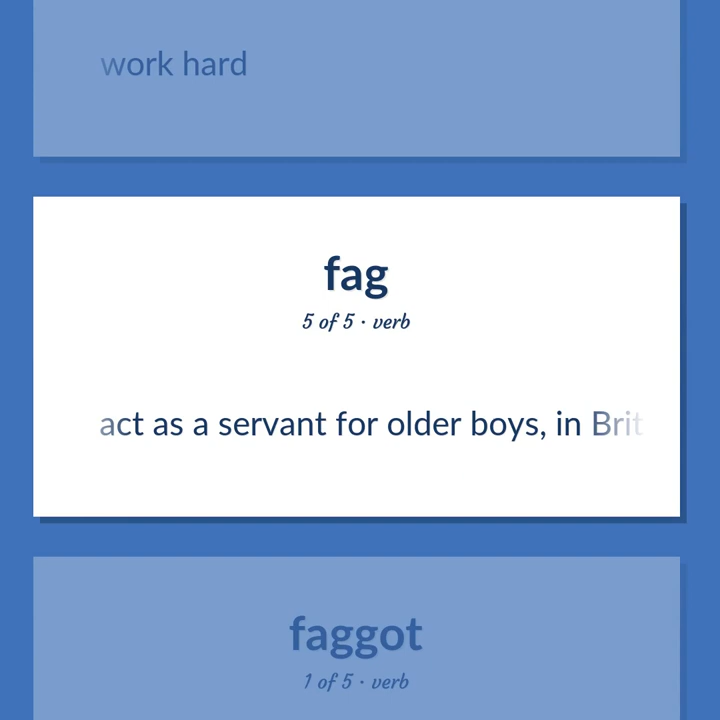 work hard
fag
5 of 5 · verb
act as a servant for older boys, in Brit
faggot
1 of 5 · verb